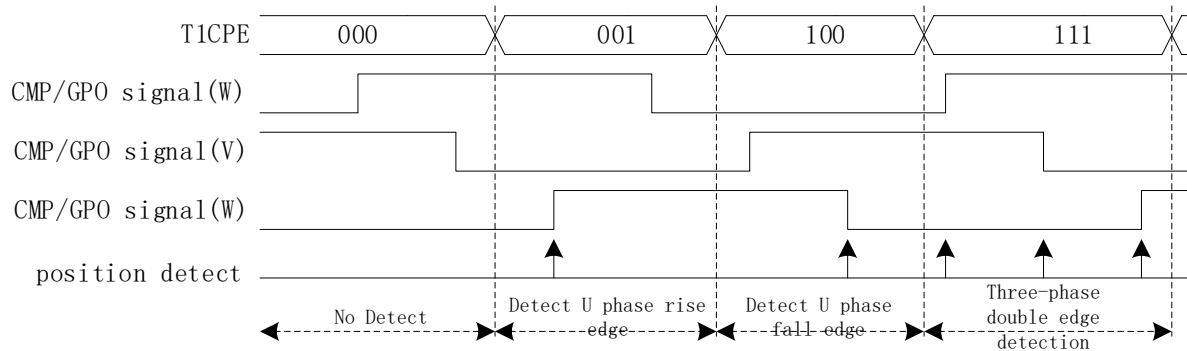 T1CPE 000 001 100 111
CMP/GPO signal(W)
CMP/GPO signal(V)
CMP/GPO signal(W)
position detect
No Detect
Detect U phase rise
edge
Detect U phase
fall edge
Three-phase
double edge
detection